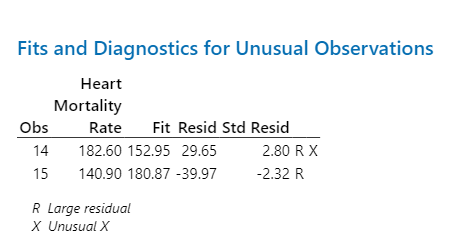 Fits and Diagnostics for Unusual Observations
Heart
Mortality
Obs Rate Fit Resid Std Resid
14 182.60 152.95 29.65 2.80 R X
15 140.90 180.87 -39.97 -2.32 R
R Large residual
X Unusual X